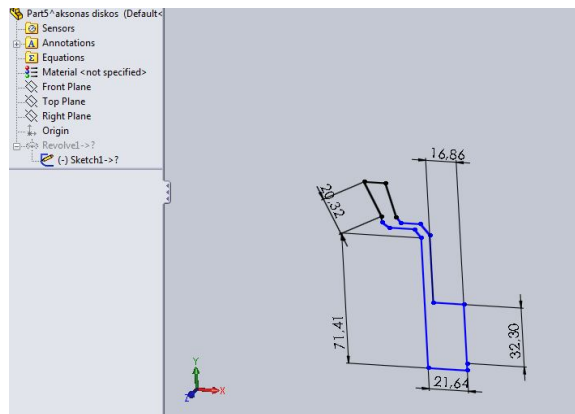 Part5^aksonas diskos (Default<
Sensors
Annotations
Equations
Material <not specified>
Front Plane
Top Plane
Right Plane
Origin
Revolve1->?
(-) Sketch1->?
16,86
20,32
71,41
32,30
21,64
Y
X
Z